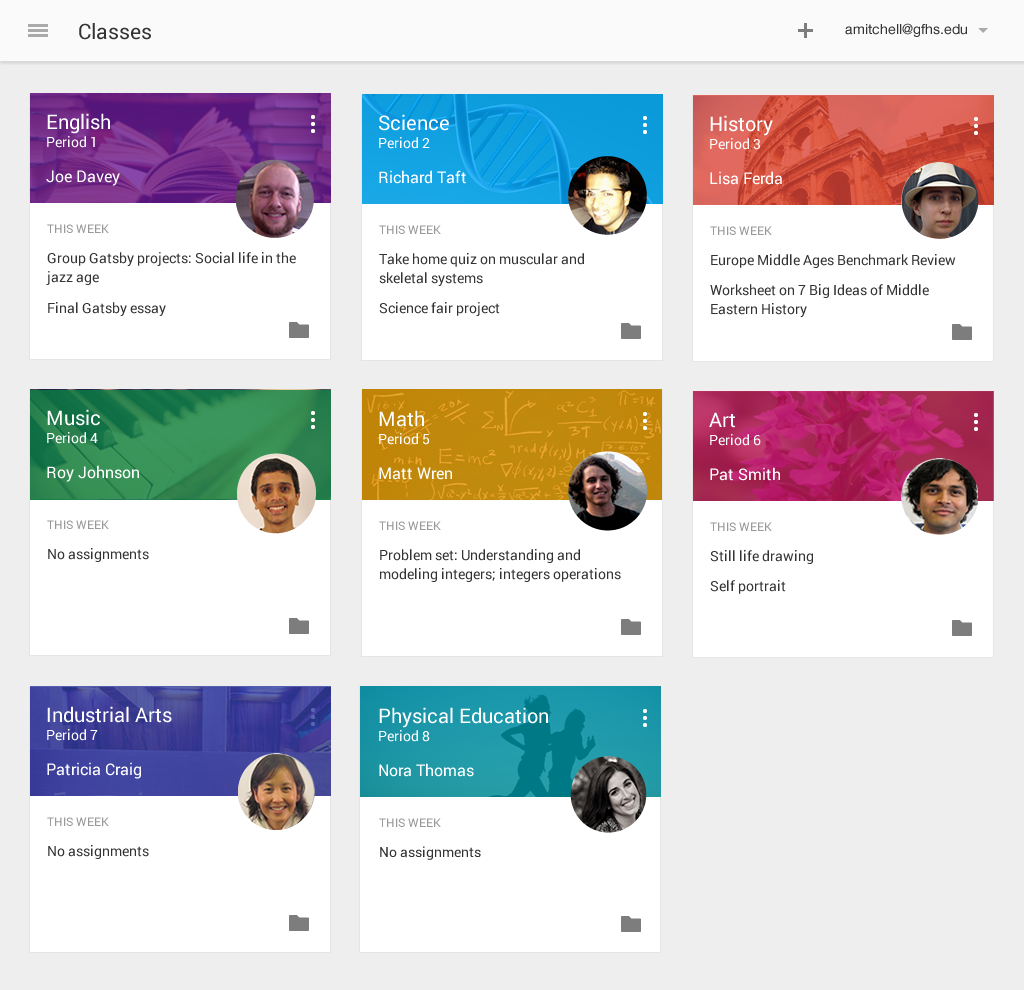 Classes
amitchell@gfhs.edu
English
Period 1
Joe Davey
THIS WEEK
Group Gatsby projects: Social life in the
jazz age
Final Gatsby essay
Science
Period 2
Richard Taft
THIS WEEK
Take home quiz on muscular and
skeletal systems
Science fair project
History
Period 3
Lisa Ferda
THIS WEEK
Europe Middle Ages Benchmark Review
Worksheet on 7 Big Ideas of Middle
Eastern History
Music
Period 4
Roy Johnson
THIS WEEK
No assignments
Math
Period 5
Matt Wren
E=mc²
THIS WEEK
Problem set: Understanding and
modeling integers; integers operations
Art
Period 6
Pat Smith
THIS WEEK
Still life drawing
Self portrait
Industrial Arts
Period 7
Patricia Craig
THIS WEEK
No assignments
Physical Education
Period 8
Nora Thomas
THIS WEEK
No assignments